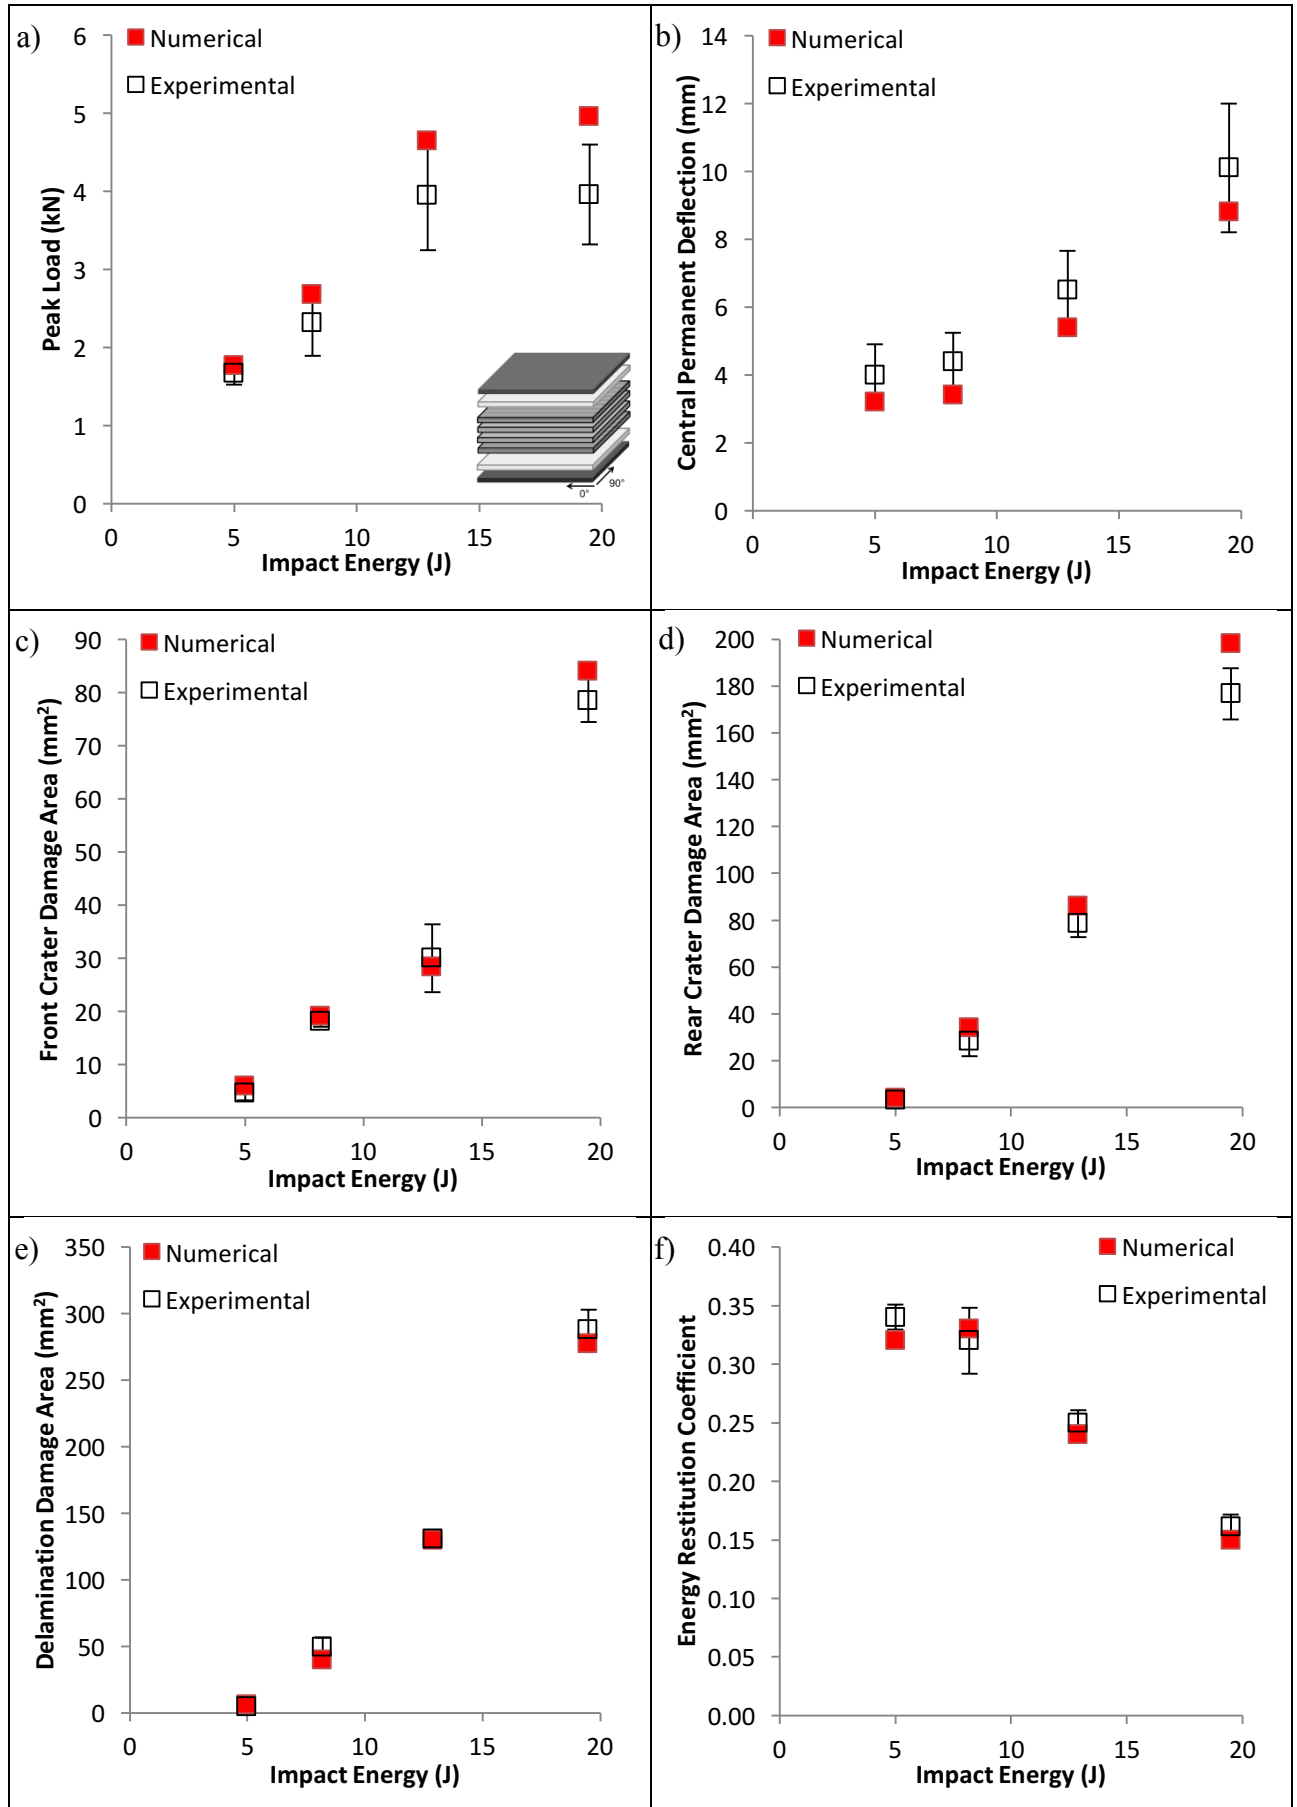 a)
Numerical
Experimental
6
5
4
3
2
1
0
Peak Load (kN)
0°
90°
0 5 10 15 20
Impact Energy (J)
b)
Numerical
Experimental
14
12
10
8
6
4
2
0
Central Permanent Deflection (mm)
0 5 10 15 20
Impact Energy (J)
c)
Numerical
Experimental
90
80
70
60
50
40
30
20
10
0
Front Crater Damage Area (mm²)
0 5 10 15 20
Impact Energy (J)
d)
Numerical
Experimental
200
180
160
140
120
100
80
60
40
20
0
Rear Crater Damage Area (mm²)
0 5 10 15 20
Impact Energy (J)
e)
Numerical
Experimental
350
300
250
200
150
100
50
0
Delamination Damage Area (mm²)
0 5 10 15 20
Impact Energy (J)
f)
Numerical
Experimental
0.40
0.35
0.30
0.25
0.20
0.15
0.10
0.05
0.00
Energy Restitution Coefficient
0 5 10 15 20
Impact Energy (J)